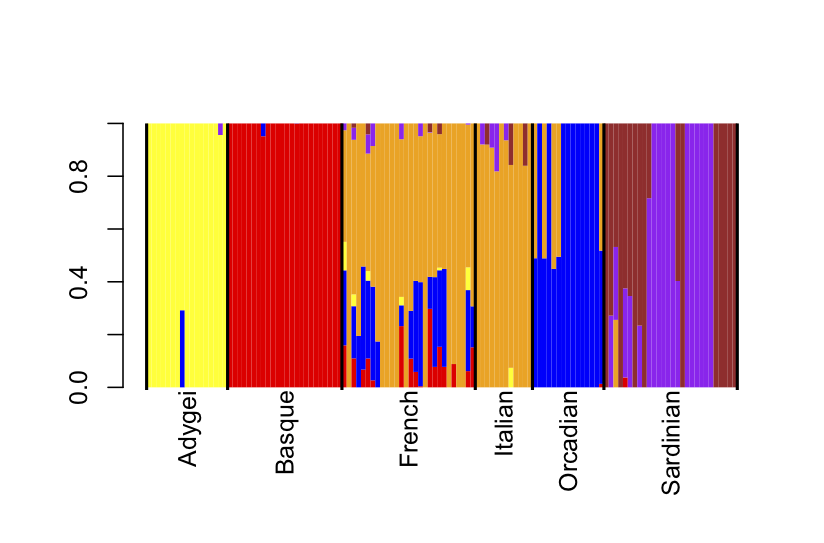 0.8
0.4
0.0
Adygei
Basque
French
Italian
Orcadian
Sardinian